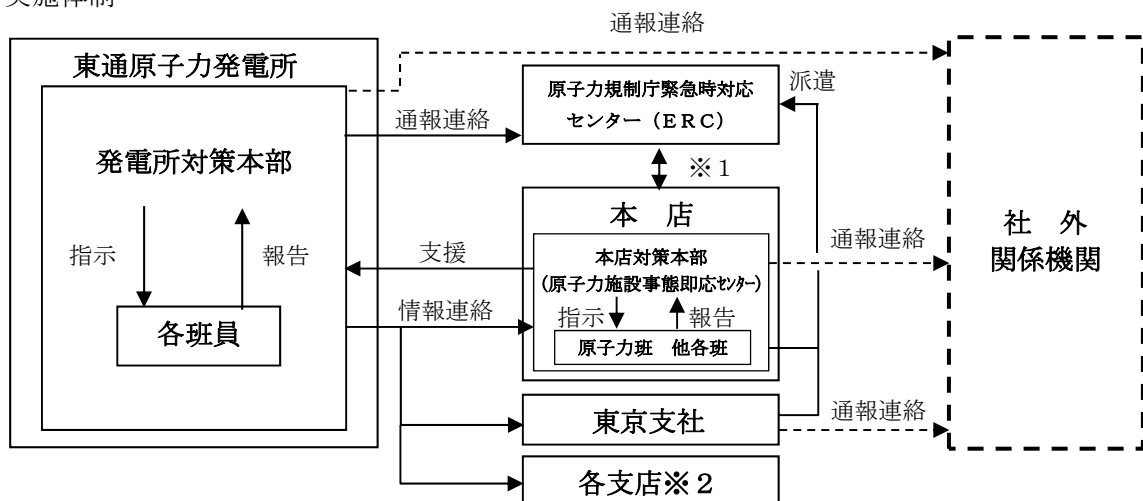 実施体制
東通原子力発電所
発電所対策本部
指示
報告
各班員
通報連絡
通報連絡
支援
情報連絡
原子力規制庁緊急時対応
センター（ＥＲＣ）
派遣
※１
本　店
本店対策本部
(原子力施設事態即応ｾﾝﾀｰ)
指示
報告
原子力班　他各班
通報連絡
東京支社
通報連絡
各支店※２
社　外
関係機関